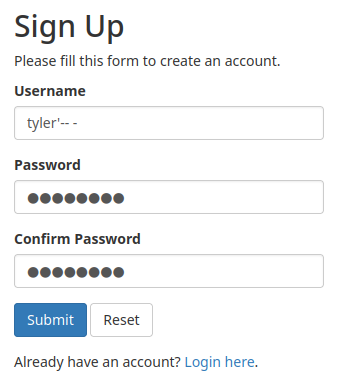 Sign Up
Please fill this form to create an account.
Username
tyler'-- -
Password
●●●●●●●●
Confirm Password
●●●●●●●●
Submit Reset
Already have an account? Login here.